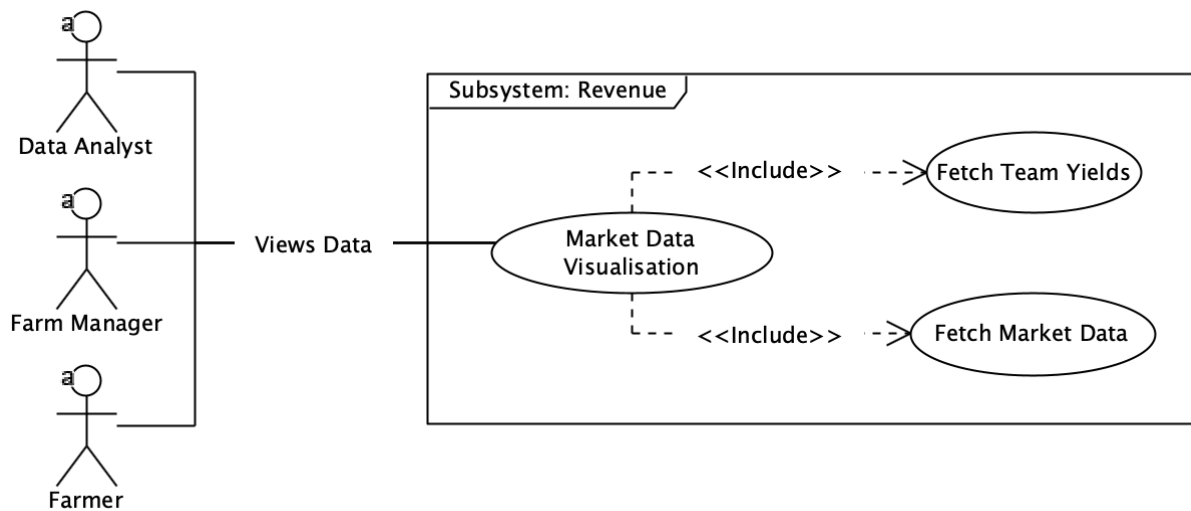 a
Data Analyst
a
Farm Manager
a
Farmer
Views Data
Subsystem: Revenue
Market Data
Visualisation
<<Include>>
Fetch Team Yields
<<Include>>
Fetch Market Data